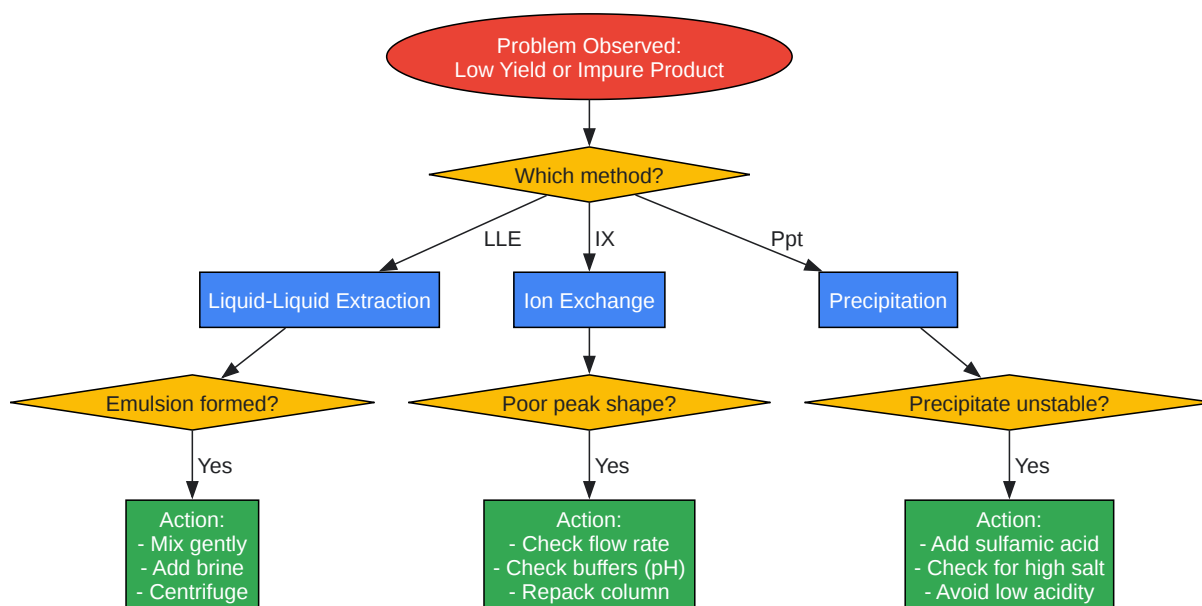 Problem Observed:
Low Yield or Impure Product
Which method?
LLE
IX
Ppt
Liquid-Liquid Extraction
Ion Exchange
Precipitation
Emulsion formed?
Poor peak shape?
Precipitate unstable?
Yes
Yes
Yes
Action:
- Mix gently
- Add brine
- Centrifuge
Action:
- Check flow rate
- Check buffers (pH)
- Repack column
Action:
- Add sulfamic acid
- Check for high salt
- Avoid low acidity